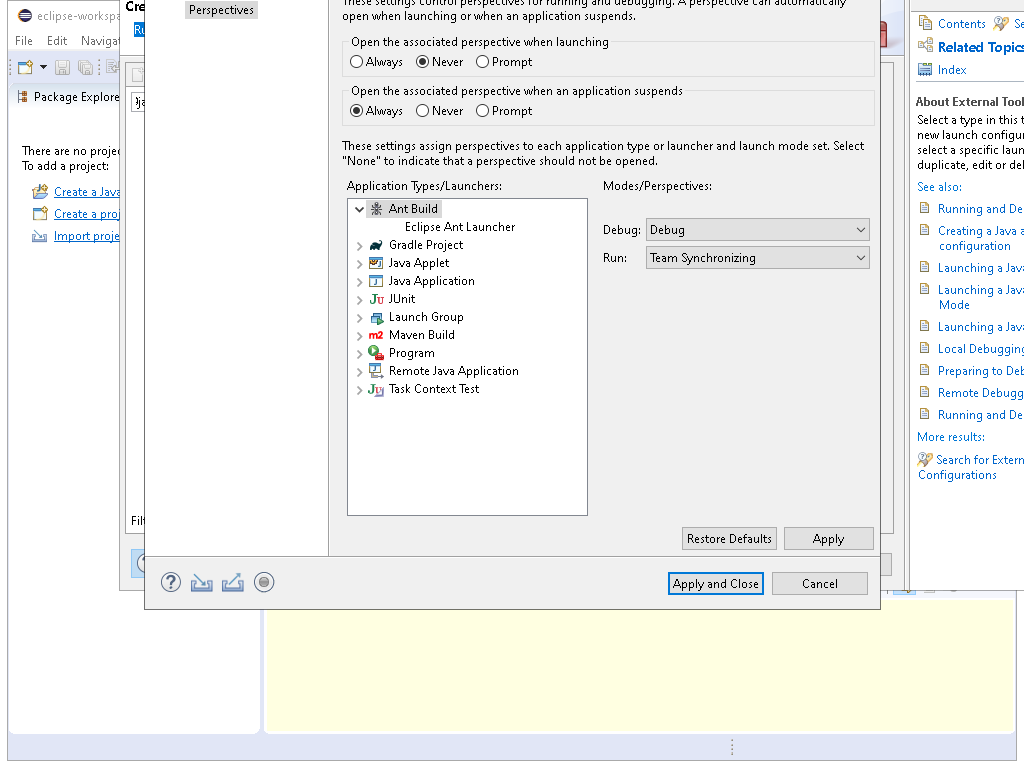 eclipse-workspa
File Edit Navigat
Package Explore
There are no projec
To add a project:
Create a Java
Create a proj
Import proje
Cre
Filt
Perspectives
These settings control perspectives for running and debugging. A perspective can automatically
open when launching or when an application suspends.
Open the associated perspective when launching
Always Never Prompt
Open the associated perspective when an application suspends
Always Never Prompt
These settings assign perspectives to each application type or launcher and launch mode set. Select
"None" to indicate that a perspective should not be opened.
Application Types/Launchers:
Modes/Perspectives:
Ant Build
Eclipse Ant Launcher
Gradle Project
Java Applet
Java Application
JUnit
Launch Group
Maven Build
Program
Remote Java Application
Task Context Test
Debug: Debug
Run: Team Synchronizing
Restore Defaults Apply
Apply and Close Cancel
Contents Se
Related Topics
Index
About External Tool
Select a type in this t
new launch configur
select a specific laun
duplicate, edit or del
See also:
Running and De
Creating a Java a
configuration
Launching a Java
Launching a Java
Mode
Launching a Java
Local Debugging
Preparing to Deb
Remote Debugg
Running and De
More results:
Search for Extern
Configurations